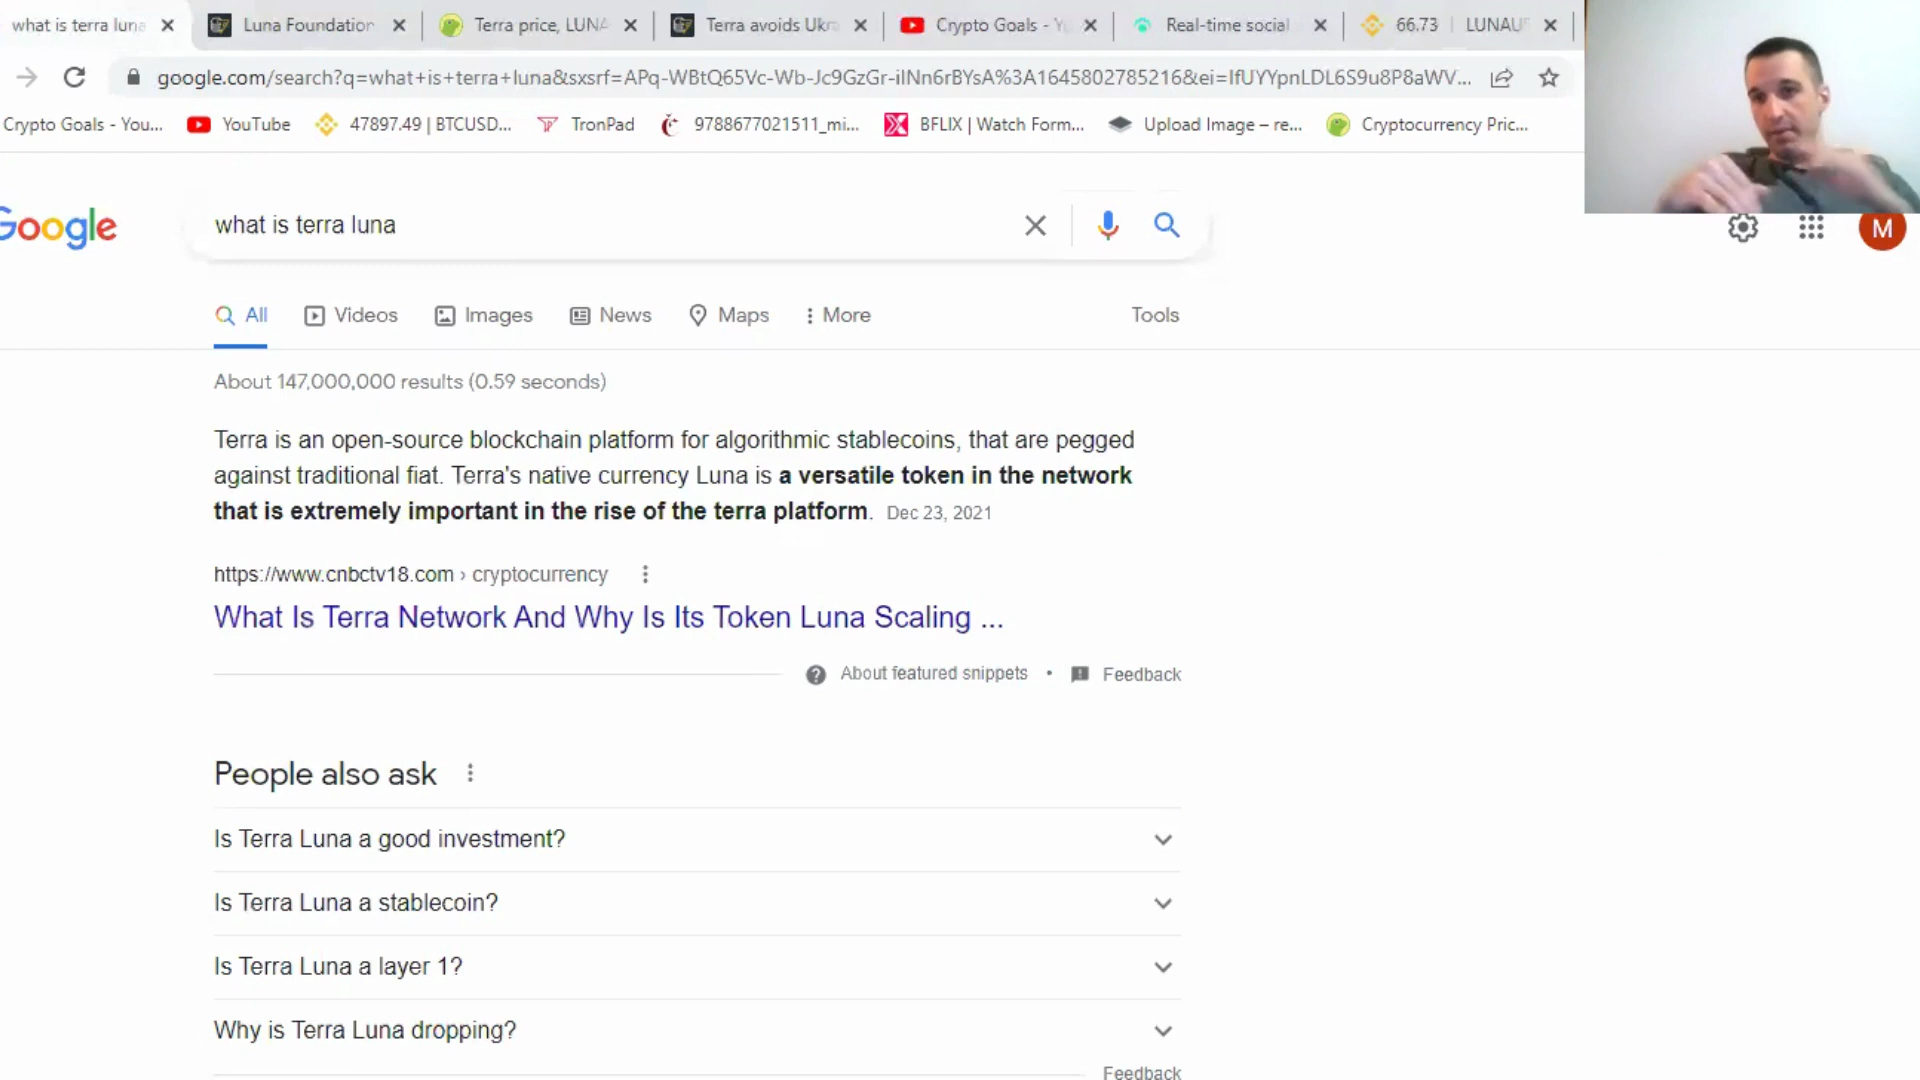 what is terra luna
Luna Foundation
Terra price, LUNA
Terra avoids Ukr
Crypto Goals - Y
Real-time social
66.73 | LUNAU
google.com/search?q=what+is+terra+luna&sxsrf=APq-WBtQ65Vc-Wb-Jc9GzGr-iINn6rBYsA%3A1645802785216&ei=IfUYYpnLDL6S9u8P8aWV...
Crypto Goals - You...
YouTube
47897.49 | BTCUSD...
TronPad
9788677021511_mi...
BFLIX | Watch Form...
Upload Image – re...
Cryptocurrency Pric...
Google
what is terra luna
M
All
Videos
Images
News
Maps
More
Tools
About 147,000,000 results (0.59 seconds)
Terra is an open-source blockchain platform for algorithmic stablecoins, that are pegged
against traditional fiat. Terra's native currency Luna is a versatile token in the network
that is extremely important in the rise of the terra platform. Dec 23, 2021
https://www.cnbctv18.com › cryptocurrency
What Is Terra Network And Why Is Its Token Luna Scaling ...
About featured snippets • Feedback
People also ask
Is Terra Luna a good investment?
Is Terra Luna a stablecoin?
Is Terra Luna a layer 1?
Why is Terra Luna dropping?
Feedback